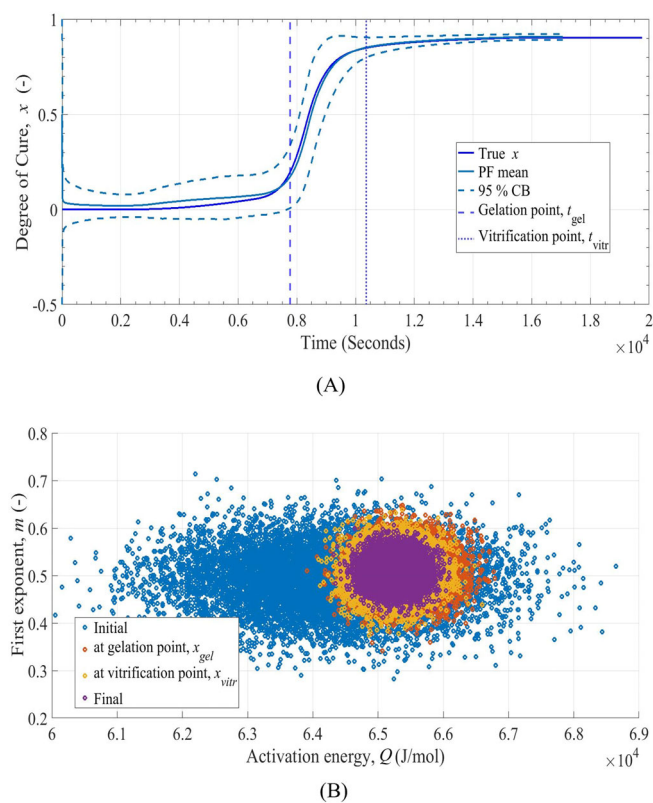 1
0.5
0
-0.5
Degree of Cure, x (-)
True x
PF mean
95 % CB
Gelation point, t_gel
Vitrification point, t_vitr
0 0.2 0.4 0.6 0.8 1 1.2 1.4 1.6 1.8 2
Time (Seconds)
×10^4
(A)
0.8
0.7
0.6
0.5
0.4
0.3
0.2
First exponent, m (-)
Initial
at gelation point, x_gel
at vitrification point, x_vitr
Final
6 6.1 6.2 6.3 6.4 6.5 6.6 6.7 6.8 6.9
Activation energy, Q (J/mol)
×10^4
(B)